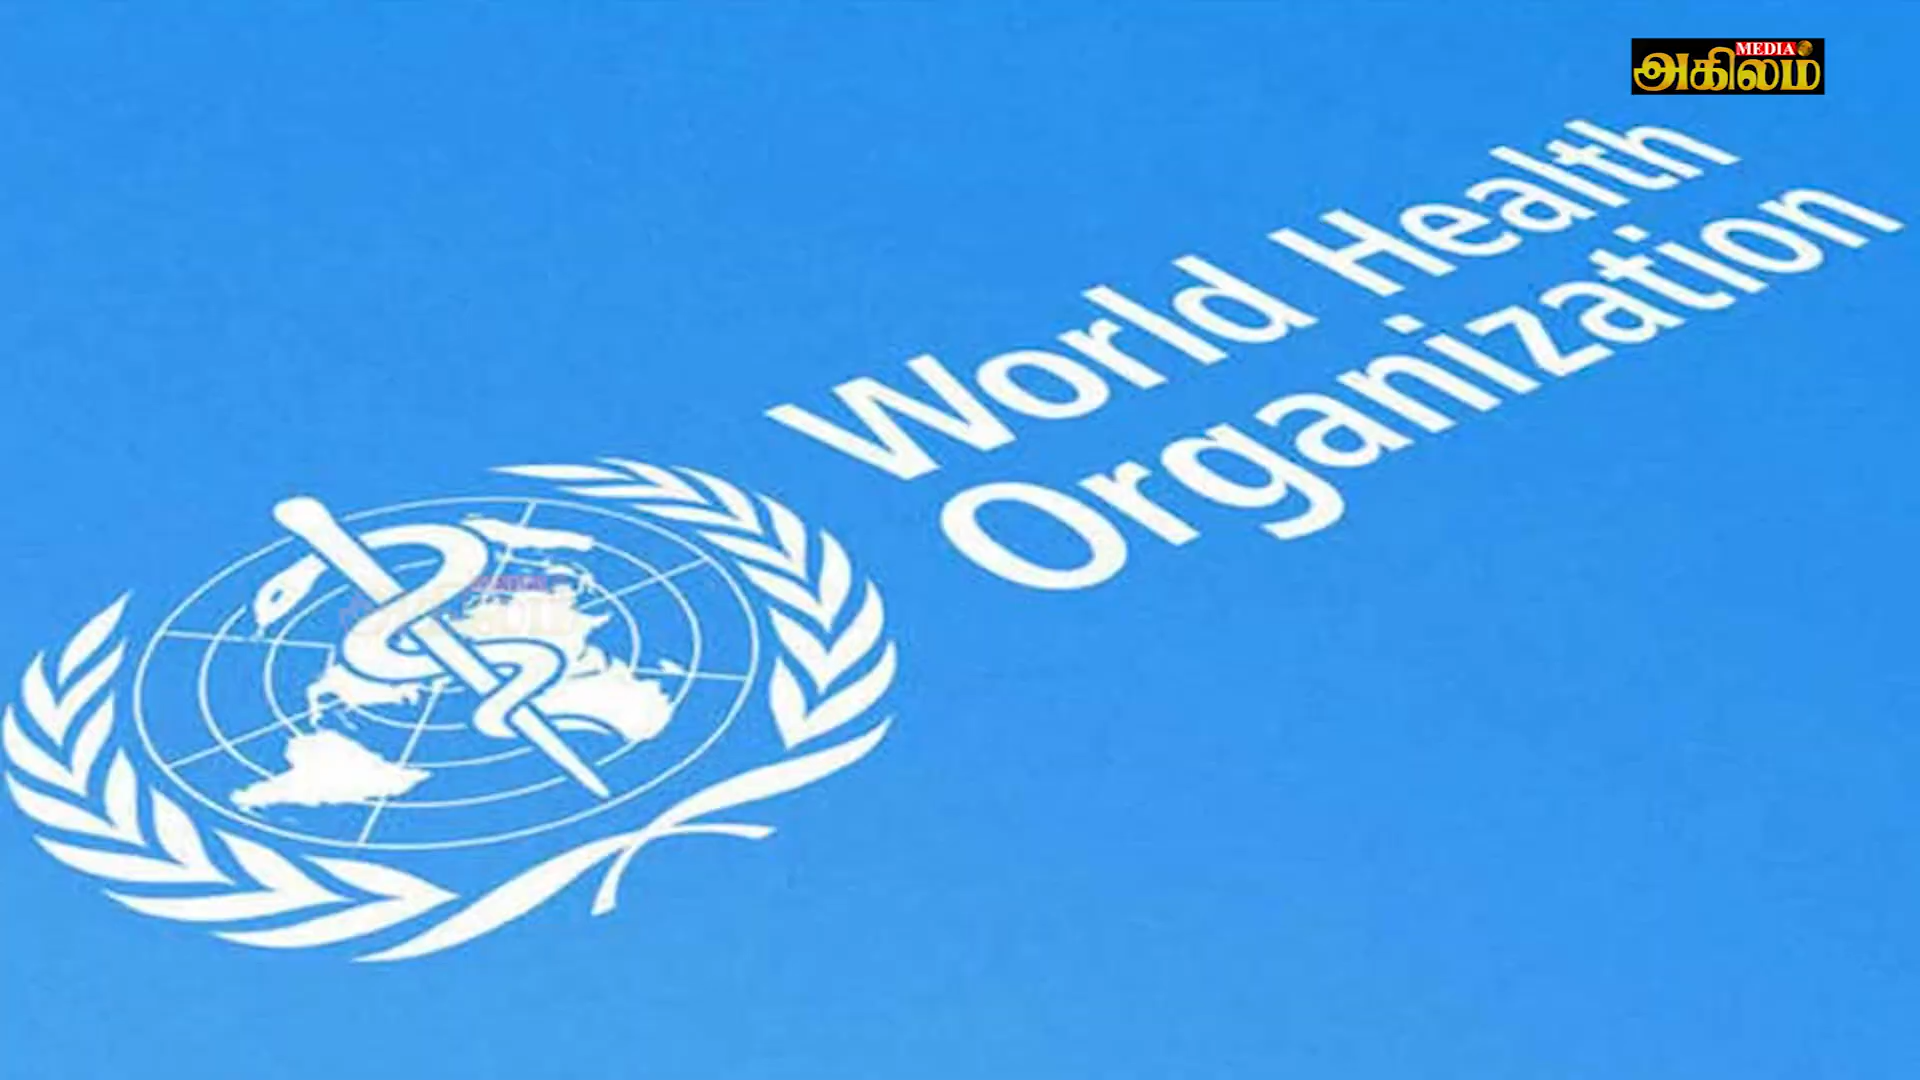 MEDIA
அகிலம்
World Health
Organization